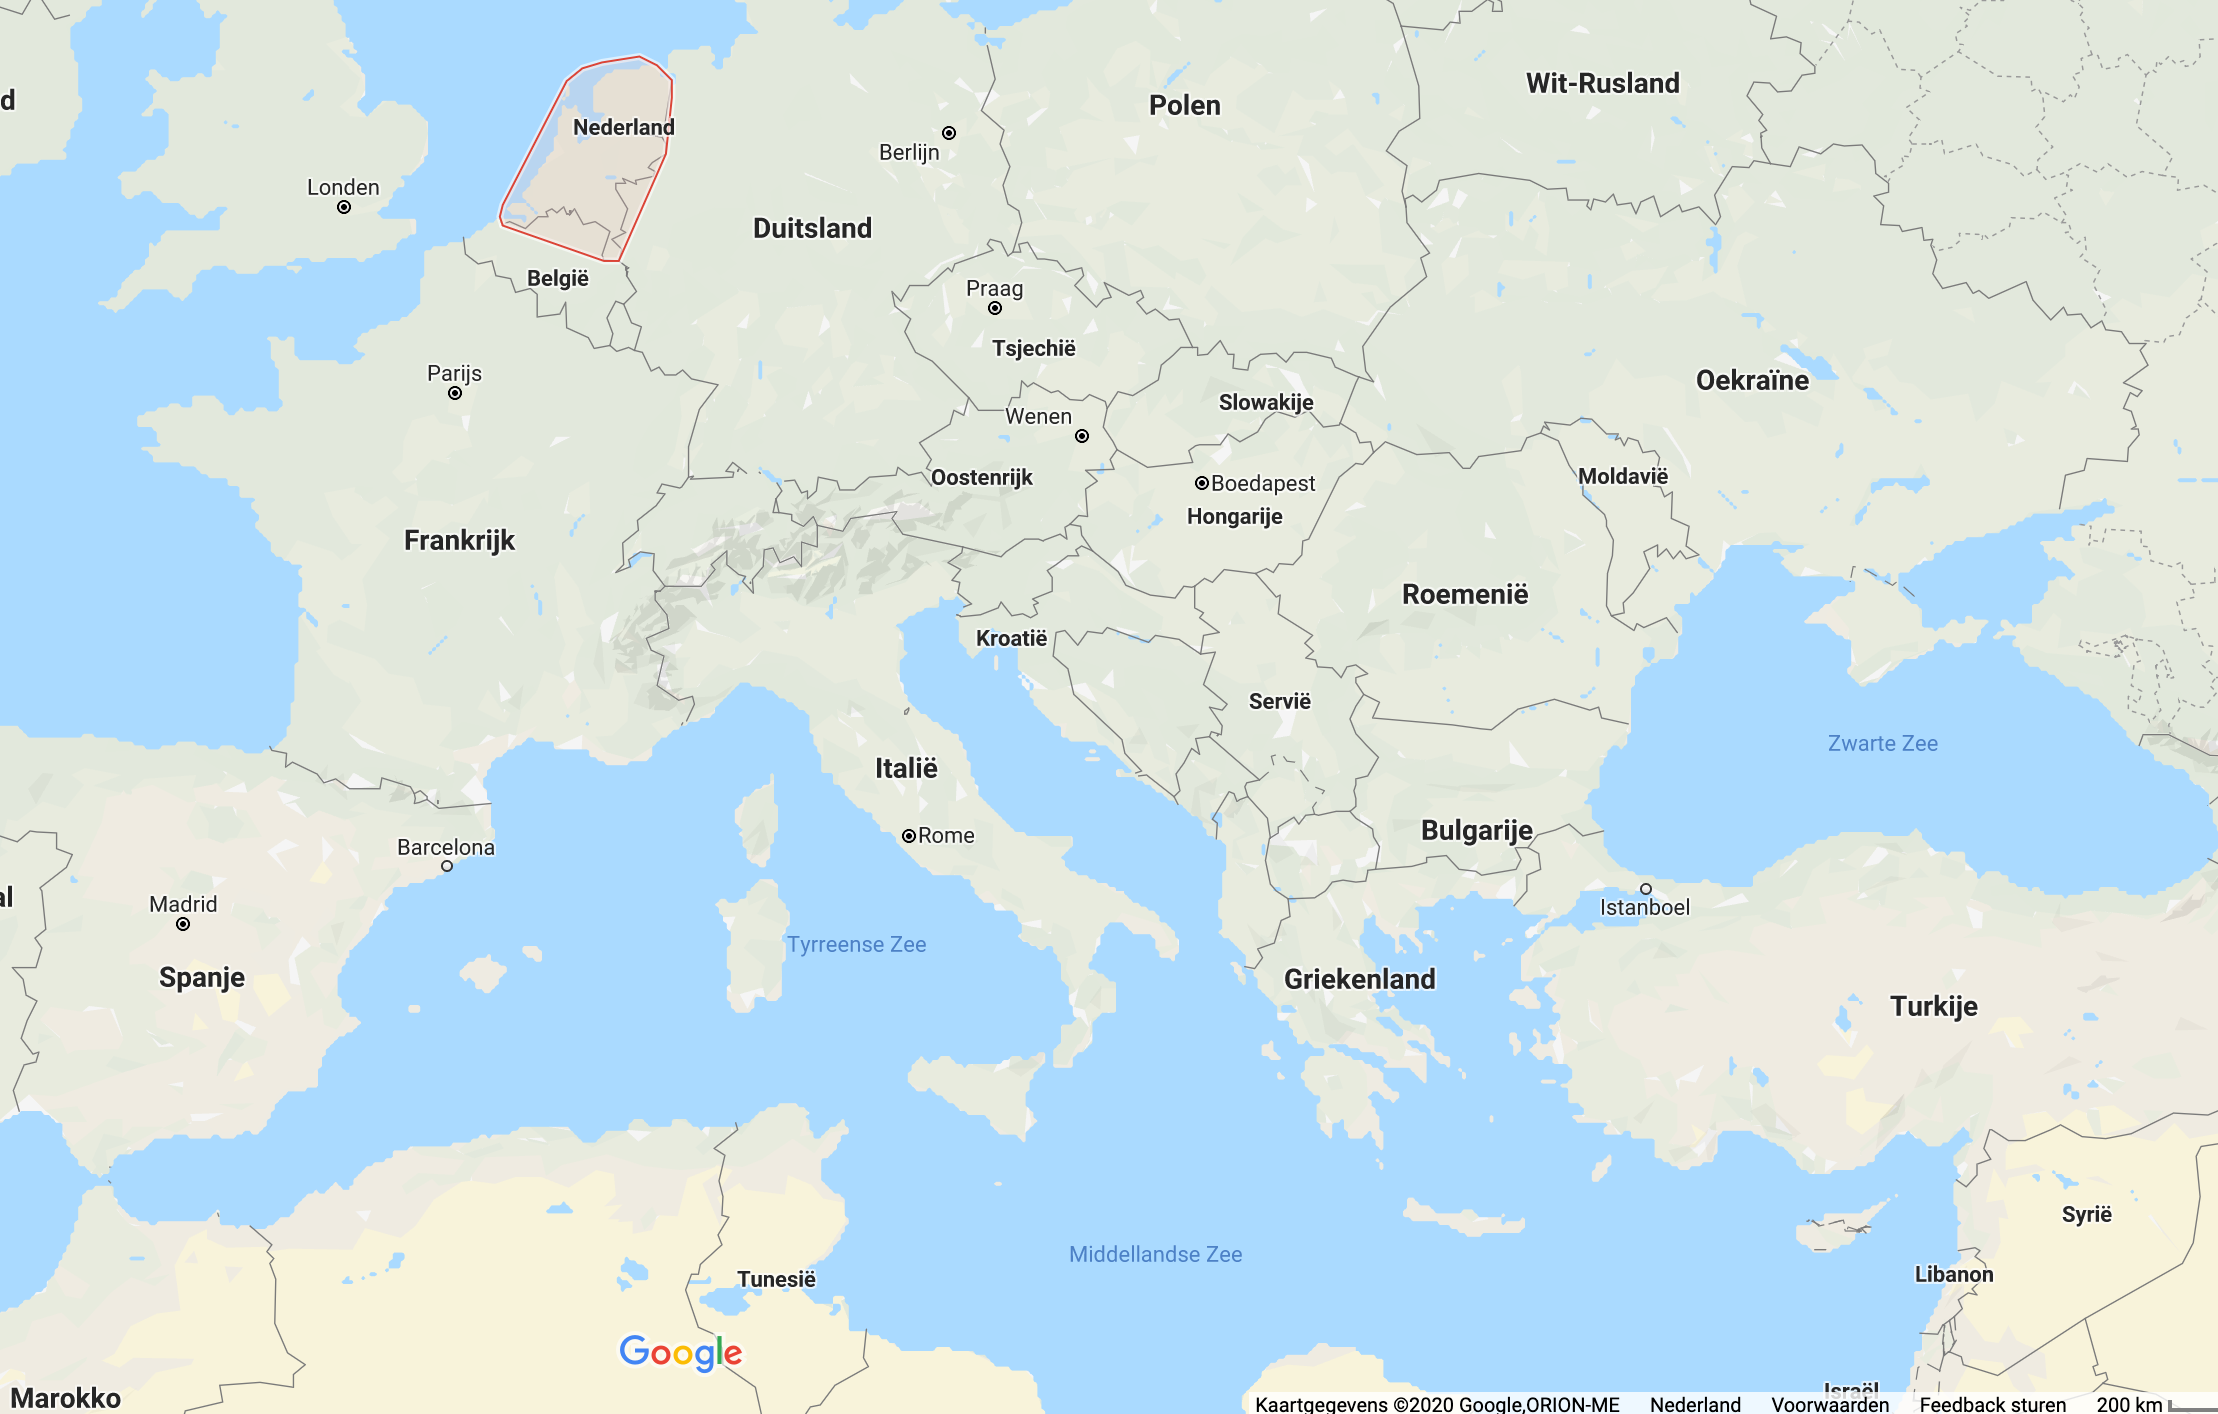 d
Nederland
Wit-Rusland
Polen
Berlijn
Londen
Duitsland
België
Praag
Tsjechië
Parijs
Oekraïne
Slowakije
Wenen
Oostenrijk
Moldavië
Boedapest
Hongarije
Frankrijk
Roemenië
Kroatië
Servië
Zwarte Zee
Italië
Bulgarije
Rome
Barcelona
al
Madrid
Istanboel
Tyrreense Zee
Spanje
Griekenland
Turkije
Syrië
Middellandse Zee
Libanon
Tunesië
Google
Israël
Marokko
Kaartgegevens ©2020 Google,ORION-ME Nederland Voorwaarden Feedback sturen 200 km